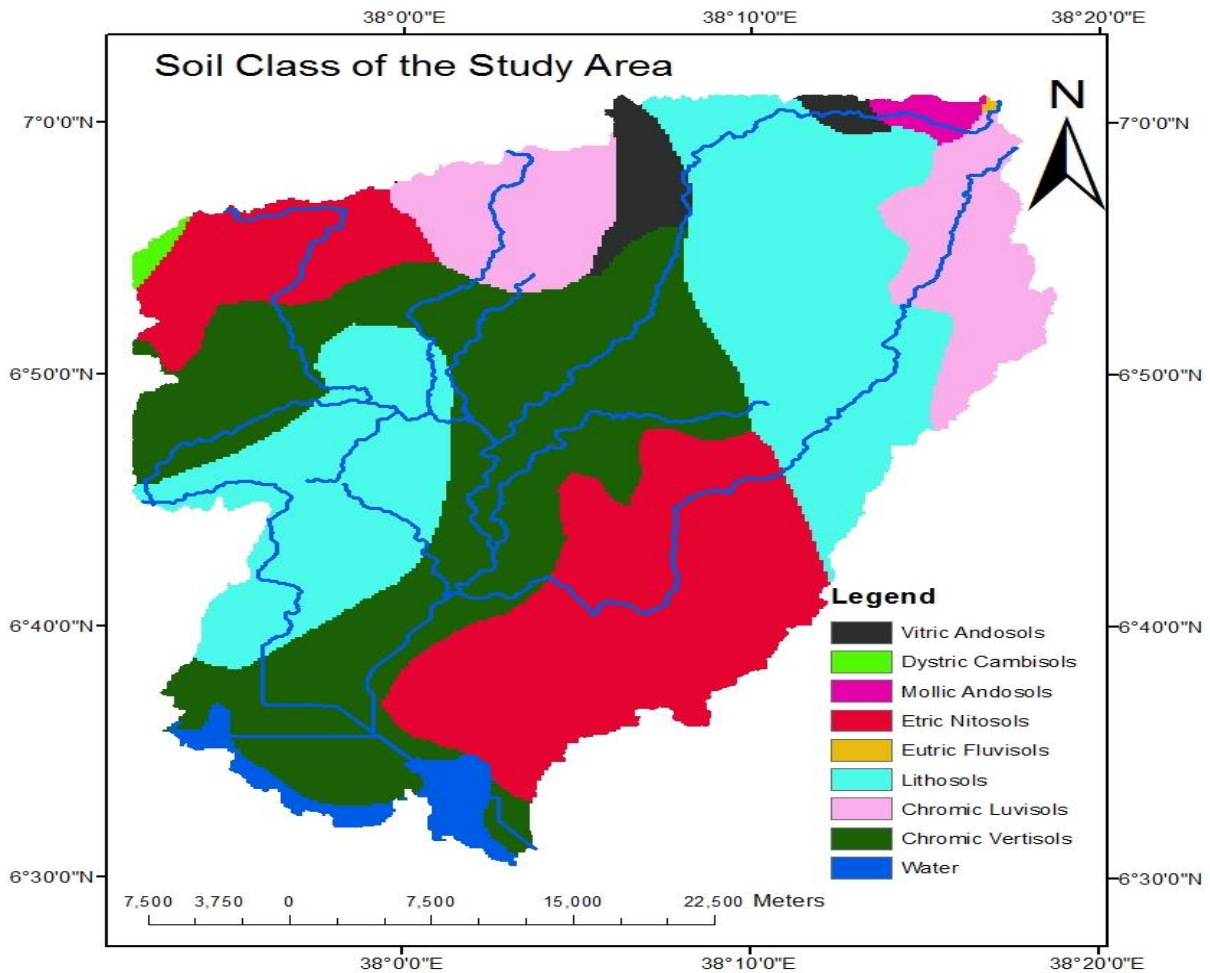 38°0'0"E 38°10'0"E 38°20'0"E
Soil Class of the Study Area
N
7°0'0"N 7°0'0"N
6°50'0"N 6°50'0"N
Legend
Vitric Andosols
6°40'0"N 6°40'0"N
Dystric Cambisols
Mollic Andosols
Etric Nitosols
Eutric Fluvisols
Lithosols
Chromic Luvisols
Chromic Vertisols
Water
6°30'0"N 6°30'0"N
7,500 3,750 0 7,500 15,000 22,500 Meters
38°0'0"E 38°10'0"E 38°20'0"E